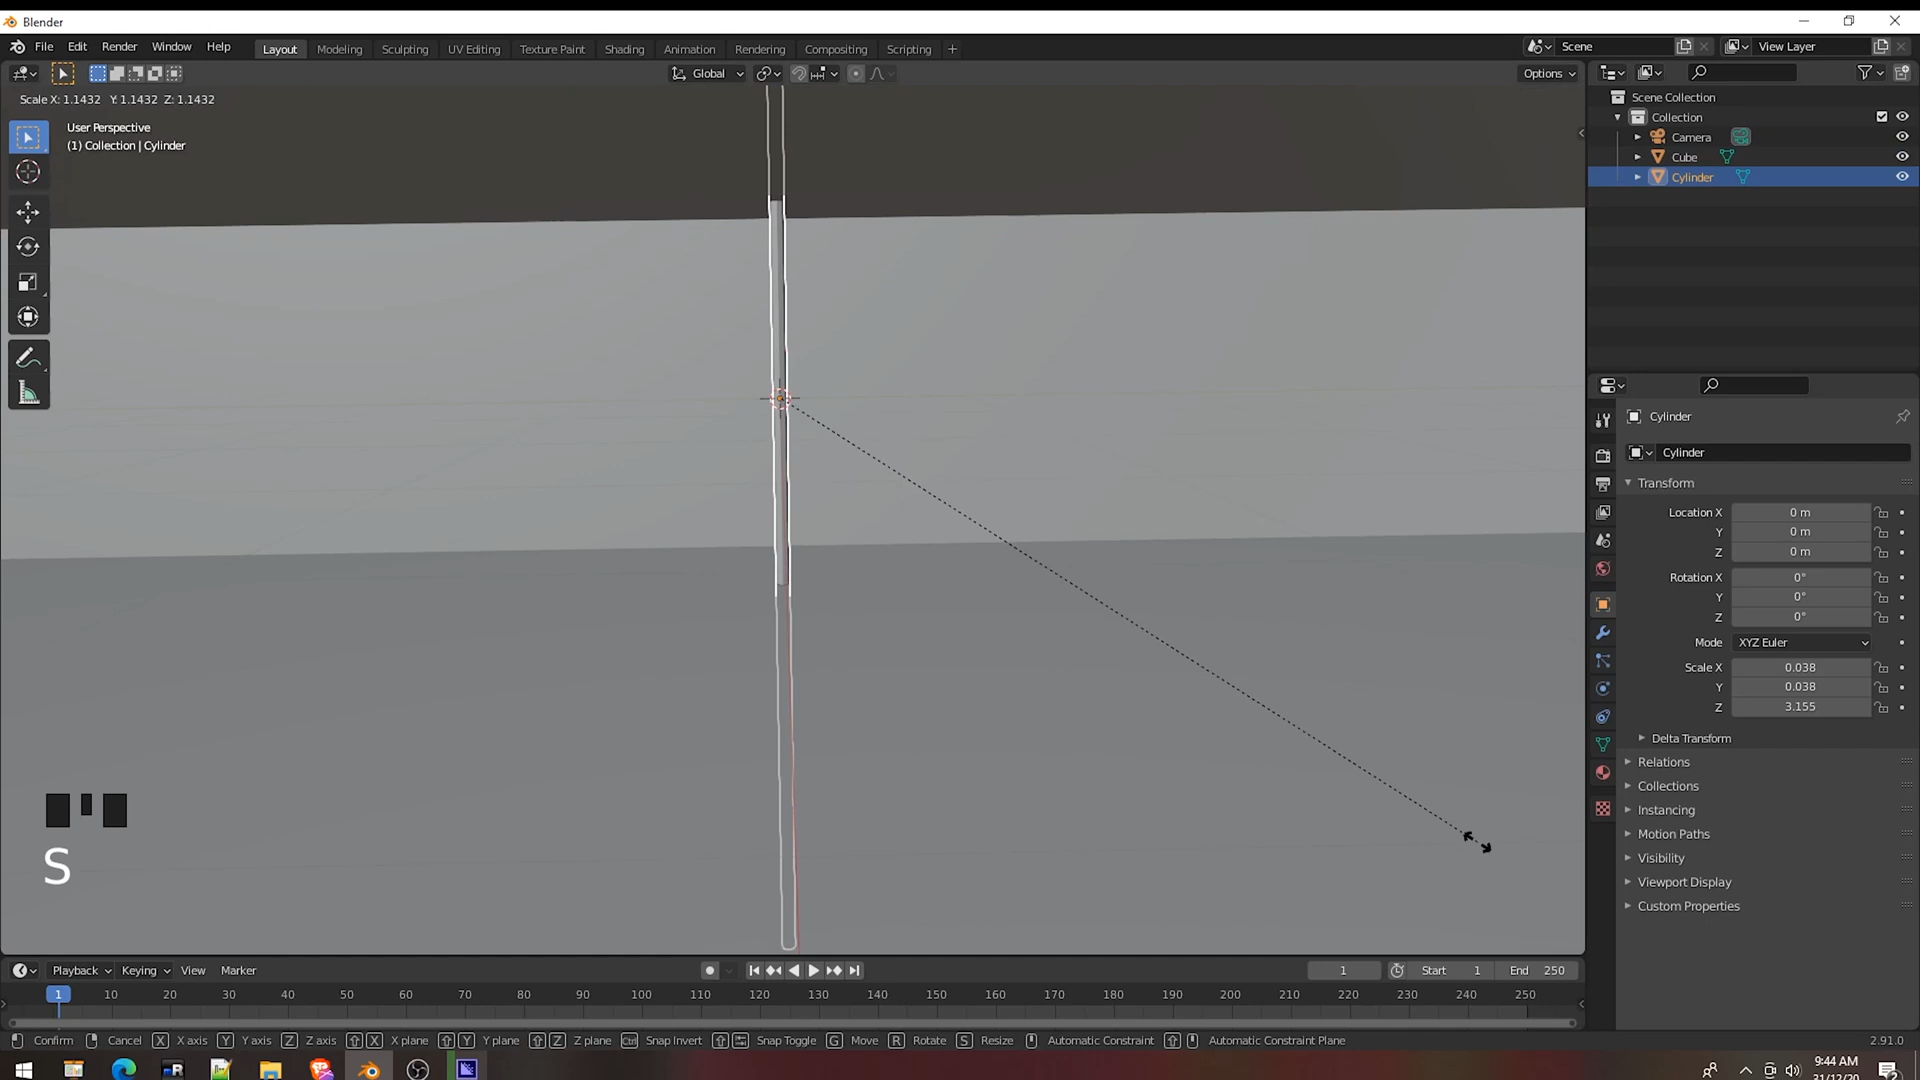 Blender
File Edit Render Window Help Layout Modeling Sculpting UV Editing Texture Paint Shading Animation Rendering Compositing Scripting + Scene View Layer
Global Options
Scale X: 1.1432 Y: 1.1432 Z: 1.1432
User Perspective
(1) Collection | Cylinder
Scene Collection
Collection
Camera
Cube
Cylinder
Cylinder
Cylinder
Transform
Location X 0 m
Y 0 m
Z 0 m
Rotation X 0°
Y 0°
Z 0°
Mode XYZ Euler
Scale X 0.038
Y 0.038
Z 3.155
Delta Transform
Relations
Collections
Instancing
Motion Paths
Visibility
Viewport Display
Custom Properties
S
Playback Keying View Marker 1 Start 1 End 250
1 10 20 30 40 50 60 70 80 90 100 110 120 130 140 150 160 170 180 190 200 210 220 230 240 250
Confirm Cancel X X axis Y Y axis Z Z axis X X plane Y Y plane Z Z plane Ctrl Snap Invert Snap Toggle G Move R Rotate S Resize Automatic Constraint Automatic Constraint Plane 2.91.0
9:44 AM
31/12/20